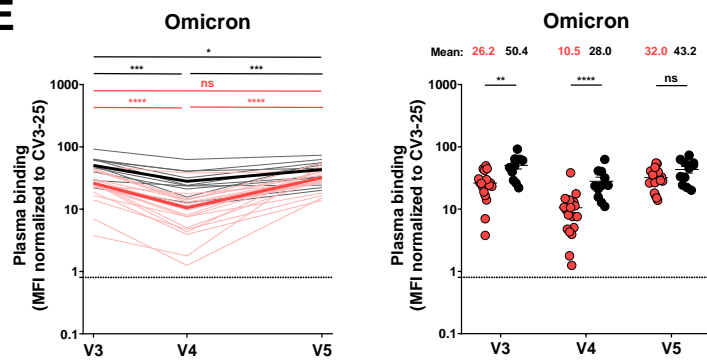 E
Omicron
*
*** ***
ns
**** ****
Plasma binding
(MFI normalized to CV3-25)
1000
100
10
1
0.1
V3 V4 V5
Omicron
Mean: 26.2 50.4 10.5 28.0 32.0 43.2
** **** ns
Plasma binding
(MFI normalized to CV3-25)
1000
100
10
1
0.1
V3 V4 V5